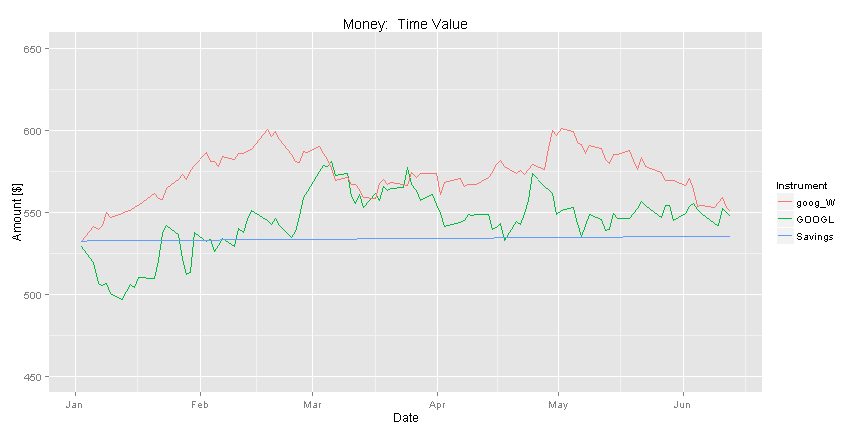 Money: Time Value
650
600
550
500
450
Amount [$]
Jan Feb Mar Apr May Jun
Date
Instrument
goog_W
GOOGL
Savings